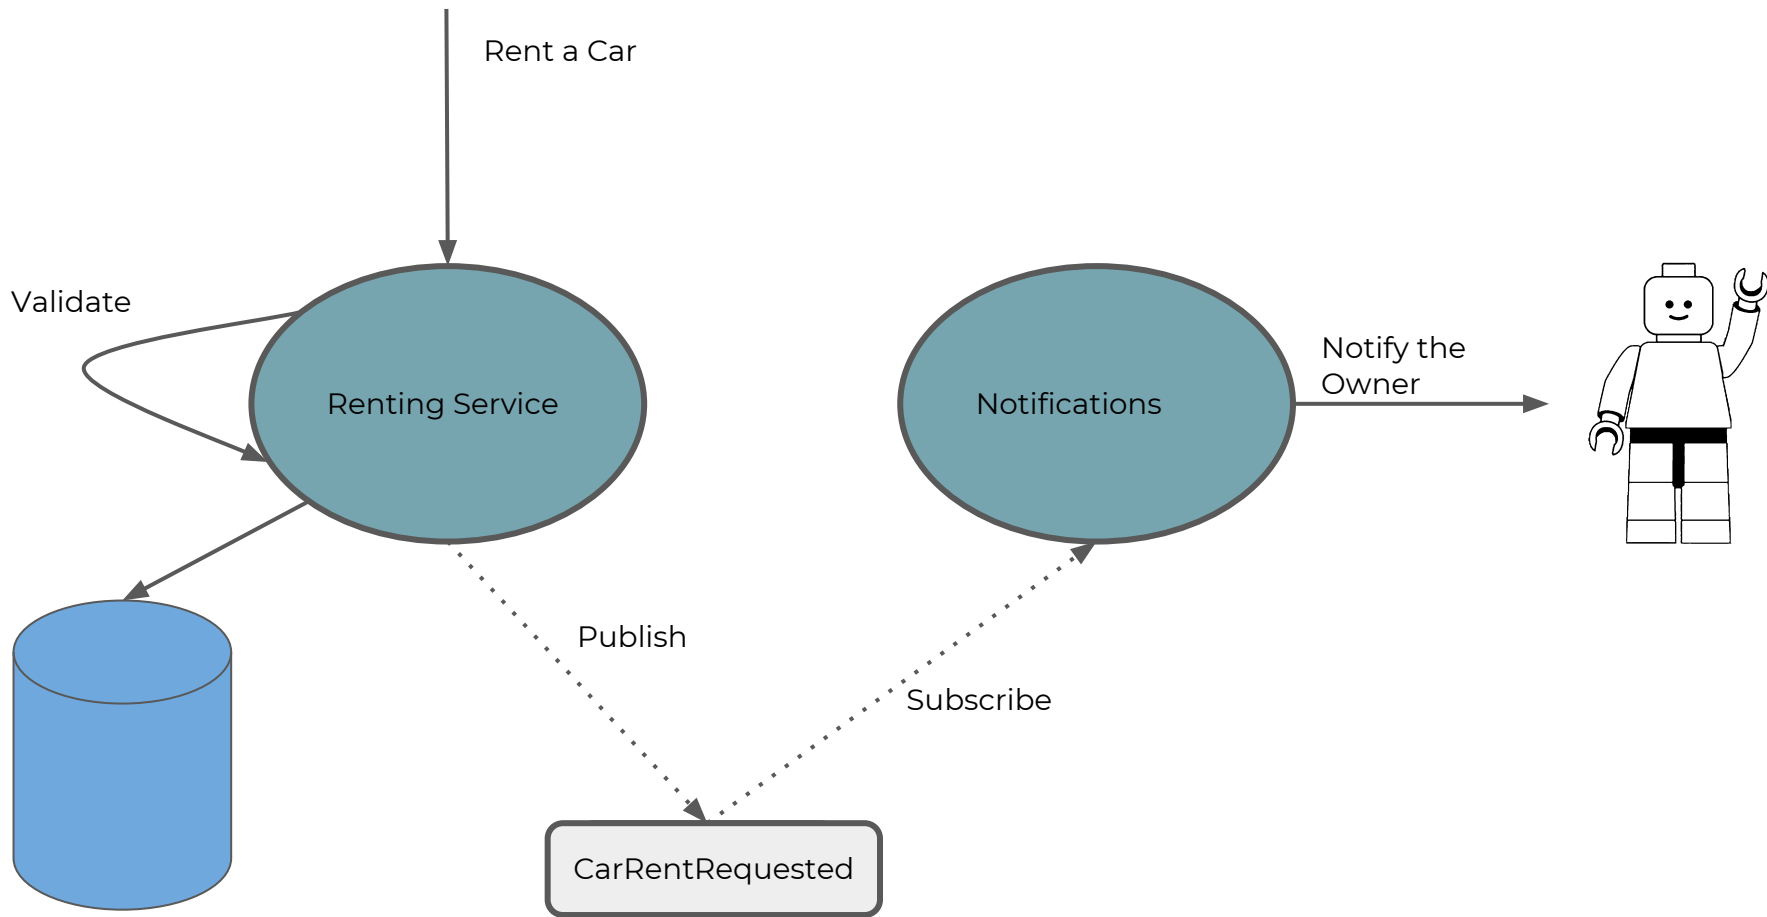 Rent a Car
Validate
Renting Service
Notifications
Notify the
Owner
Publish
Subscribe
CarRentRequested